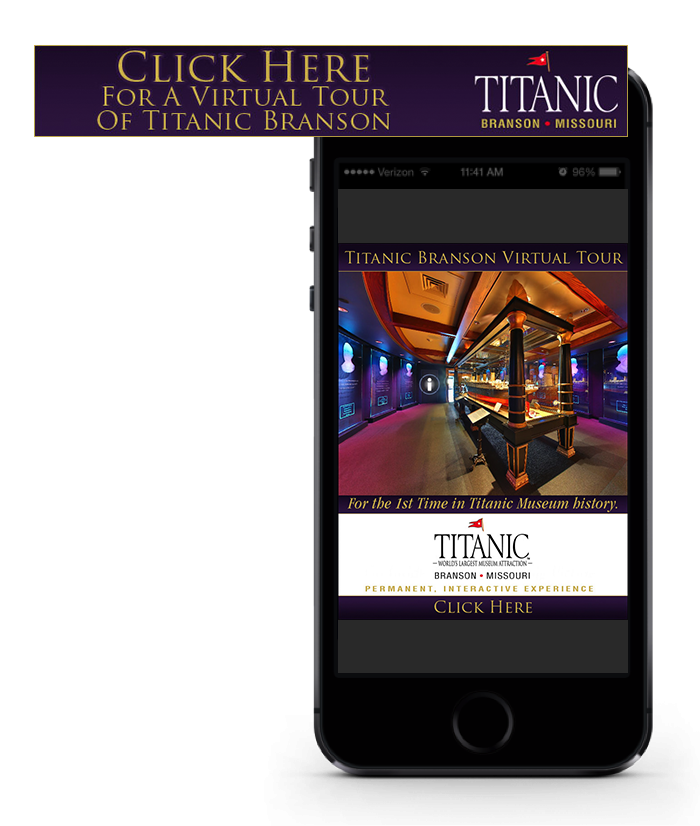 Click Here
For A Virtual Tour
Of Titanic Branson
TITANIC
BRANSON • MISSOURI
Verizon 11:41 AM 96%
Titanic Branson Virtual Tour
For the 1st Time in Titanic Museum history.
TITANIC
WORLD'S LARGEST MUSEUM ATTRACTION
BRANSON • MISSOURI
PERMANENT, INTERACTIVE EXPERIENCE
Click Here